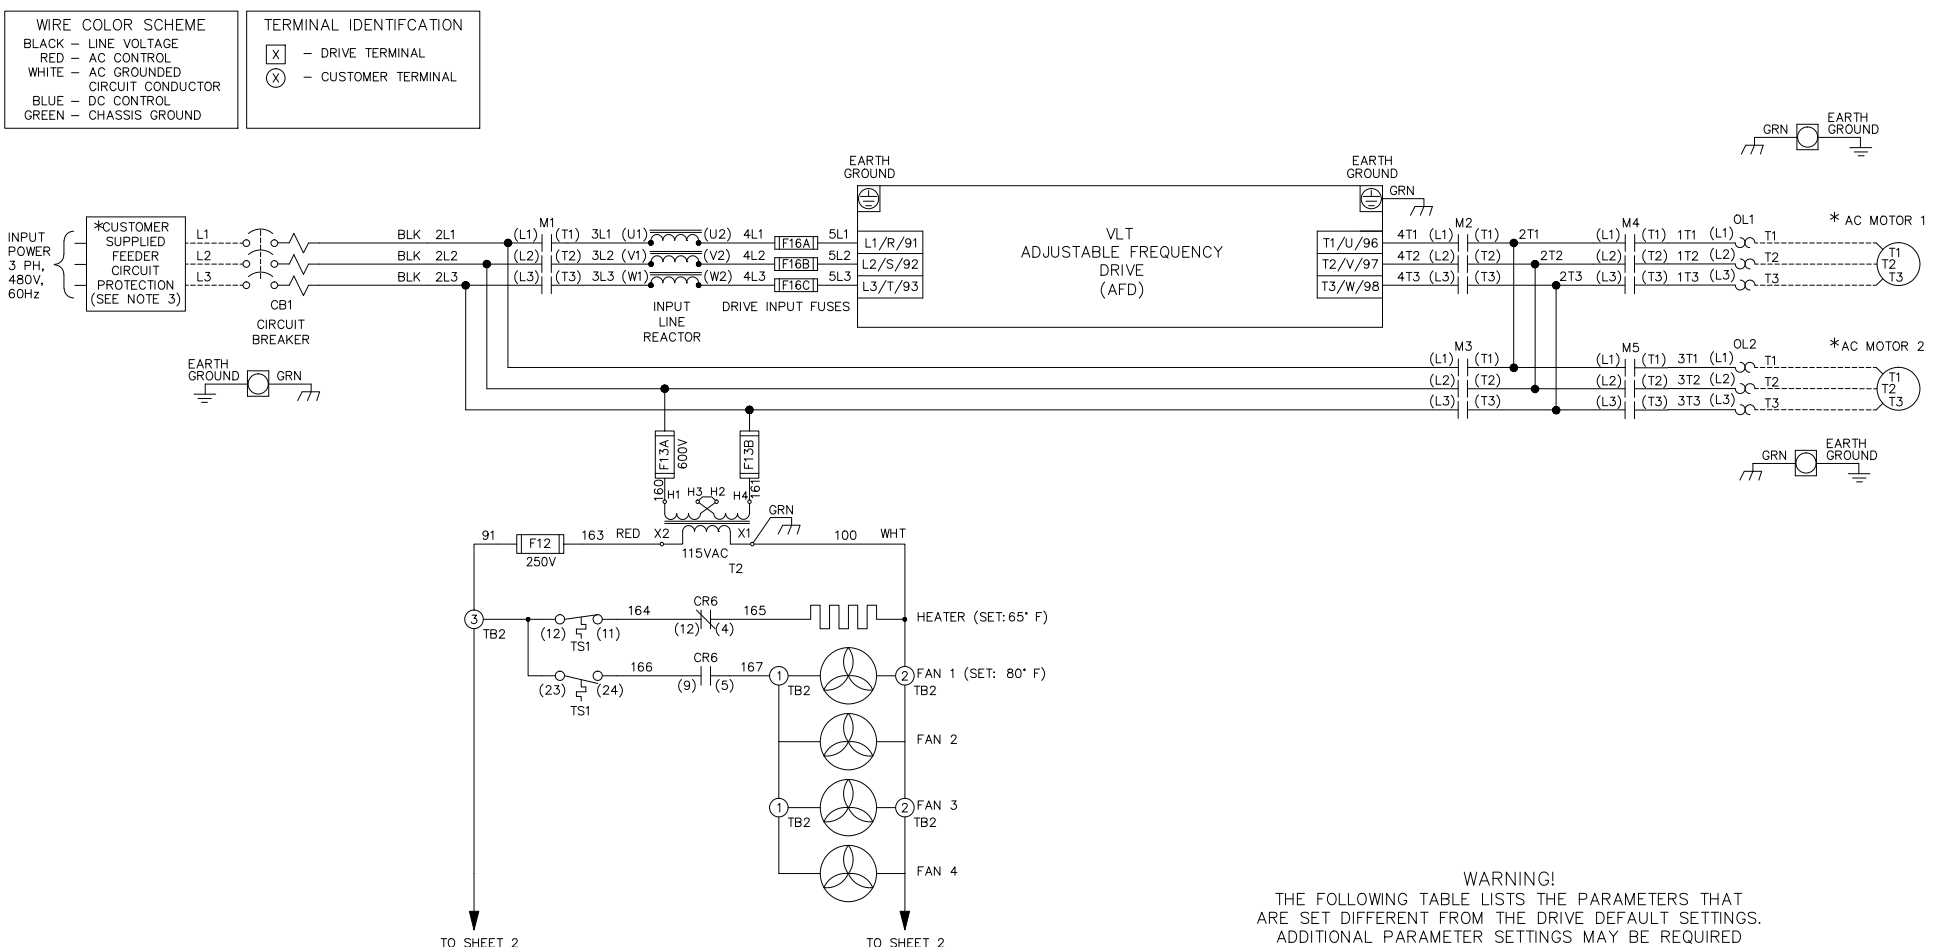 WIRE COLOR SCHEME
BLACK – LINE VOLTAGE
RED – AC CONTROL
WHITE – AC GROUNDED
CIRCUIT CONDUCTOR
BLUE – DC CONTROL
GREEN – CHASSIS GROUND
TERMINAL IDENTIFCATION
X – DRIVE TERMINAL
X – CUSTOMER TERMINAL
GRN
EARTH
GROUND
INPUT
POWER
3 PH,
480V,
60Hz
*CUSTOMER
SUPPLIED
FEEDER
CIRCUIT
PROTECTION
(SEE NOTE 3)
L1
L2
L3
CB1
CIRCUIT
BREAKER
EARTH
GROUND
GRN
M1
BLK 2L1 (L1) (T1) 3L1 (U1) (U2) 4L1 F16A 5L1 L1/R/91
BLK 2L2 (L2) (T2) 3L2 (V1) (V2) 4L2 F16B 5L2 L2/S/92
BLK 2L3 (L3) (T3) 3L3 (W1) (W2) 4L3 F16C 5L3 L3/T/93
INPUT
LINE
REACTOR
DRIVE INPUT FUSES
EARTH
GROUND
VLT
ADJUSTABLE FREQUENCY
DRIVE
(AFD)
EARTH
GROUND
GRN
M2
M4
OL1
* AC MOTOR 1
T1/U/96 4T1 (L1) (T1) 2T1 (L1) (T1) 1T1 (L1) T1
T2/V/97 4T2 (L2) (T2) 2T2 (L2) (T2) 1T2 (L2) T2
T3/W/98 4T3 (L3) (T3) 2T3 (L3) (T3) 1T3 (L3) T3
T1
T2
T3
M3
M5
OL2
*AC MOTOR 2
(L1) (T1) (L1) (T1) 3T1 (L1) T1
(L2) (T2) (L2) (T2) 3T2 (L2) T2
(L3) (T3) (L3) (T3) 3T3 (L3) T3
T1
T2
T3
GRN
EARTH
GROUND
F13A
600V
F13B
160
161
H1 H3 H2 H4
GRN
91 F12 163 RED X2 X1 100 WHT
250V
115VAC
T2
3
TB2
(12) (11)
TS1
164
CR6
(12) (4)
165
HEATER (SET:65° F)
(23) (24)
TS1
166
CR6
(9) (5)
167
1
TB2
2
TB2
FAN 1 (SET: 80° F)
FAN 2
1
TB2
2
TB2
FAN 3
FAN 4
TO SHEET 2
TO SHEET 2
WARNING!
THE FOLLOWING TABLE LISTS THE PARAMETERS THAT
ARE SET DIFFERENT FROM THE DRIVE DEFAULT SETTINGS.
ADDITIONAL PARAMETER SETTINGS MAY BE REQUIRED